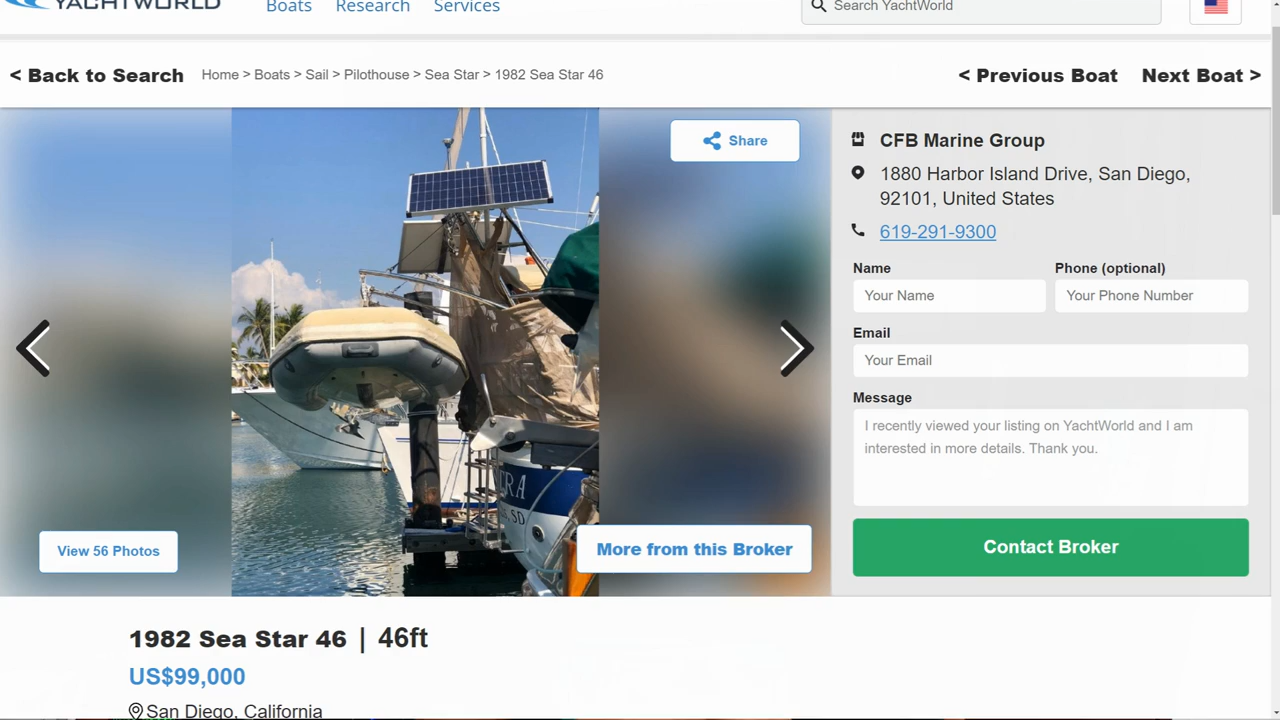 YACHTWORLD
Boats Research Services
Search YachtWorld
< Back to Search
Home > Boats > Sail > Pilothouse > Sea Star > 1982 Sea Star 46
< Previous Boat Next Boat >
Share
CFB Marine Group
1880 Harbor Island Drive, San Diego,
92101, United States
619-291-9300
Name Phone (optional)
Your Name Your Phone Number
Email
Your Email
Message
I recently viewed your listing on YachtWorld and I am
interested in more details. Thank you.
, SD
View 56 Photos
More from this Broker
Contact Broker
1982 Sea Star 46 | 46ft
US$99,000
San Diego, California